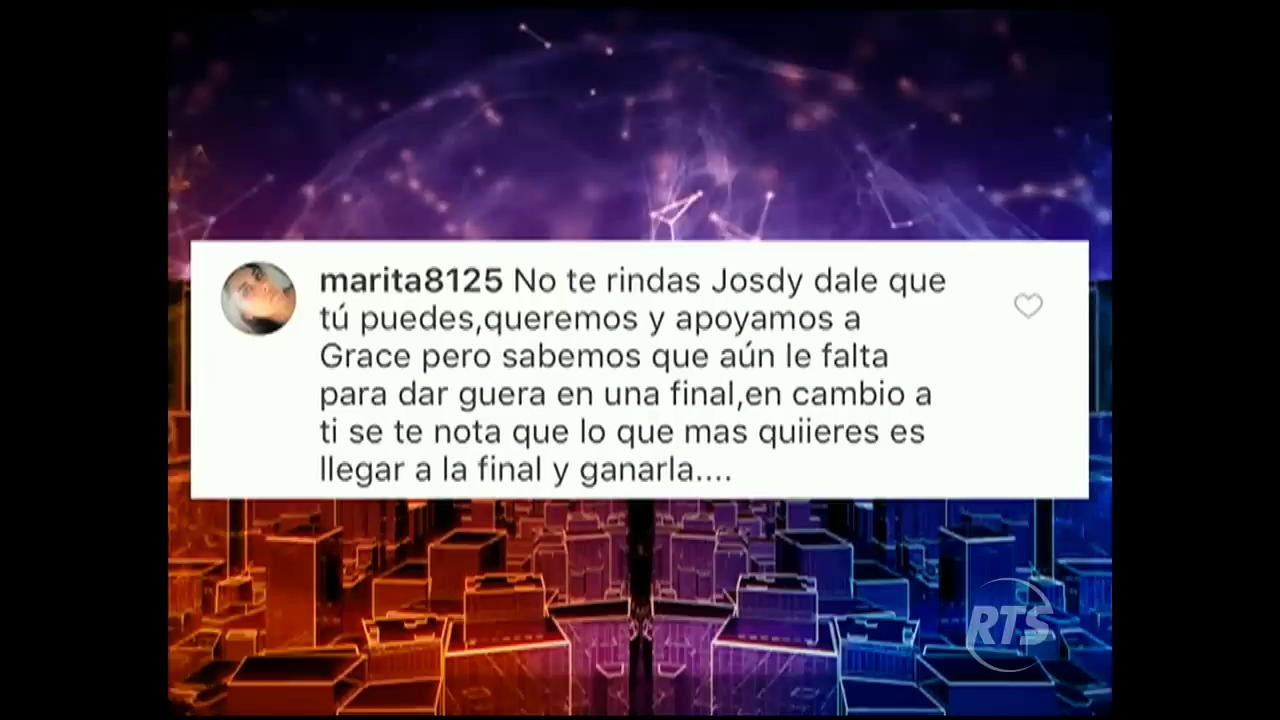 marita8125 No te rindas Josdy dale que
tú puedes,queremos y apoyamos a
Grace pero sabemos que aún le falta
para dar guera en una final,en cambio a
ti se te nota que lo que mas quiieres es
llegar a la final y ganarla....
RTS